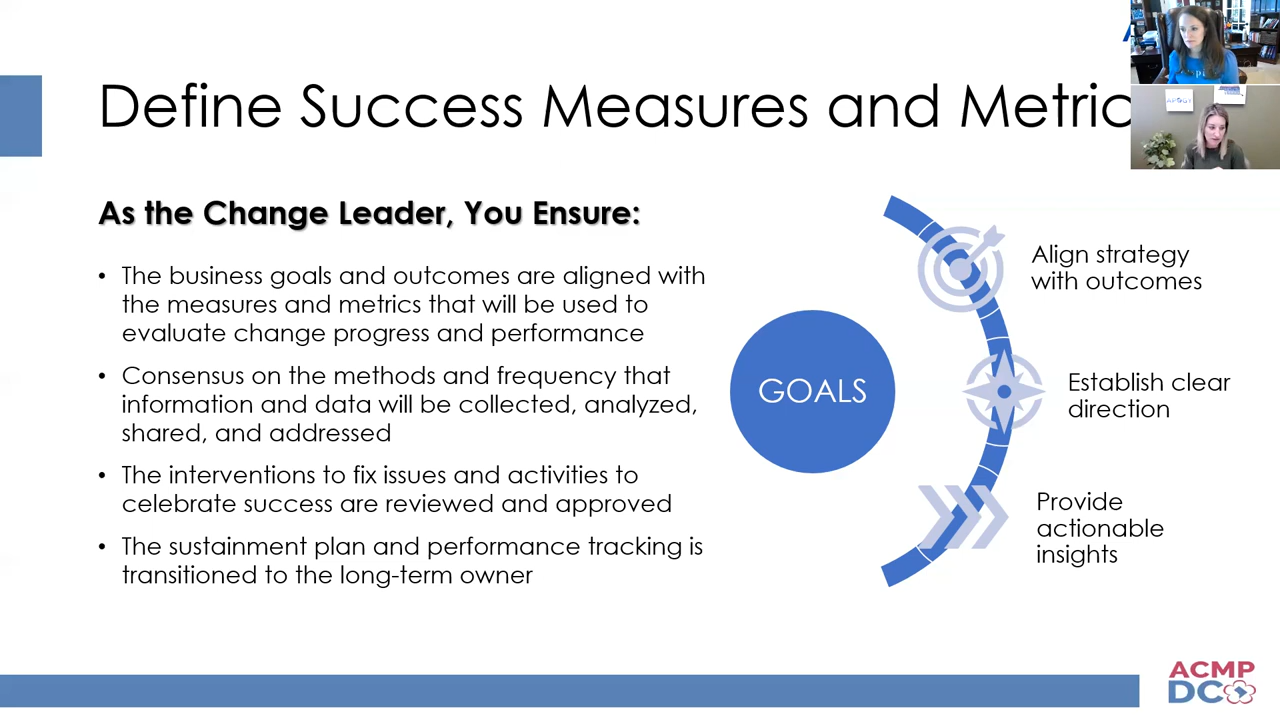 Define Success Measures and Metric
As the Change Leader, You Ensure:
• The business goals and outcomes are aligned with
the measures and metrics that will be used to
evaluate change progress and performance
• Consensus on the methods and frequency that
information and data will be collected, analyzed,
shared, and addressed
• The interventions to fix issues and activities to
celebrate success are reviewed and approved
• The sustainment plan and performance tracking is
transitioned to the long-term owner
GOALS
Align strategy
with outcomes
Establish clear
direction
Provide
actionable
insights
ACMP
DC